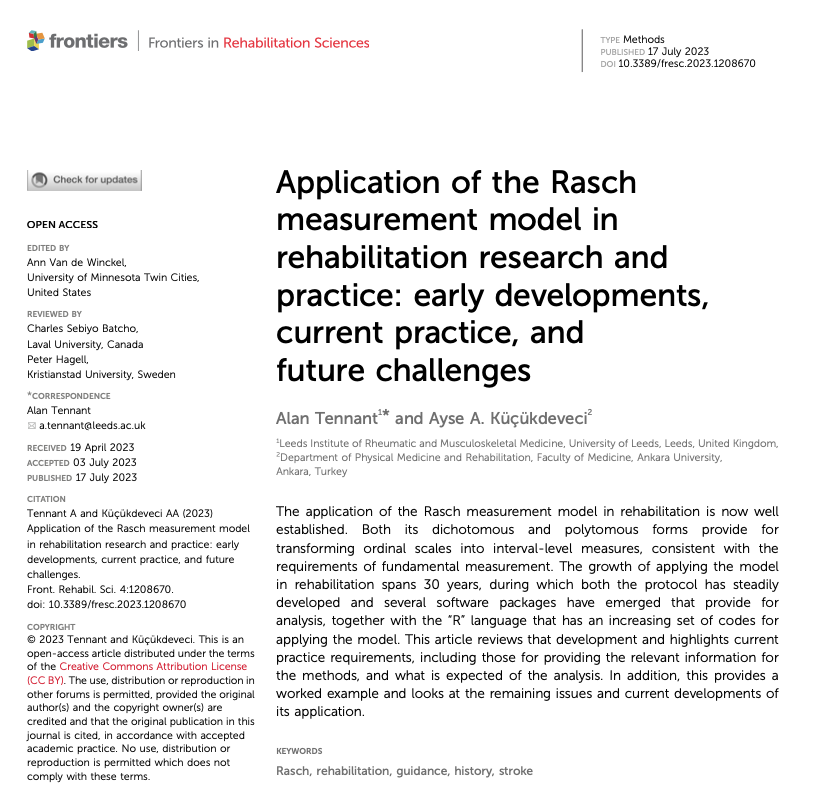 frontiers | Frontiers in Rehabilitation Sciences
TYPE Methods
PUBLISHED 17 July 2023
DOI 10.3389/fresc.2023.1208670
Check for updates
OPEN ACCESS
EDITED BY
Ann Van de Winckel,
University of Minnesota Twin Cities,
United States
REVIEWED BY
Charles Sebiyo Batcho,
Laval University, Canada
Peter Hagell,
Kristianstad University, Sweden
*CORRESPONDENCE
Alan Tennant
a.tennant@leeds.ac.uk
RECEIVED 19 April 2023
ACCEPTED 03 July 2023
PUBLISHED 17 July 2023
CITATION
Tennant A and Küçükdeveci AA (2023)
Application of the Rasch measurement model
in rehabilitation research and practice: early
developments, current practice, and future
challenges.
Front. Rehabil. Sci. 4:1208670.
doi: 10.3389/fresc.2023.1208670
COPYRIGHT
© 2023 Tennant and Küçükdeveci. This is an
open-access article distributed under the terms
of the Creative Commons Attribution License
(CC BY). The use, distribution or reproduction in
other forums is permitted, provided the original
author(s) and the copyright owner(s) are
credited and that the original publication in this
journal is cited, in accordance with accepted
academic practice. No use, distribution or
reproduction is permitted which does not
comply with these terms.
Application of the Rasch
measurement model in
rehabilitation research and
practice: early developments,
current practice, and
future challenges
Alan Tennant1* and Ayse A. Küçükdeveci2
1Leeds Institute of Rheumatic and Musculoskeletal Medicine, University of Leeds, Leeds, United Kingdom,
2Department of Physical Medicine and Rehabilitation, Faculty of Medicine, Ankara University,
Ankara, Turkey
The application of the Rasch measurement model in rehabilitation is now well
established. Both its dichotomous and polytomous forms provide for
transforming ordinal scales into interval-level measures, consistent with the
requirements of fundamental measurement. The growth of applying the model
in rehabilitation spans 30 years, during which both the protocol has steadily
developed and several software packages have emerged that provide for
analysis, together with the “R” language that has an increasing set of codes for
applying the model. This article reviews that development and highlights current
practice requirements, including those for providing the relevant information for
the methods, and what is expected of the analysis. In addition, this provides a
worked example and looks at the remaining issues and current developments of
its application.
KEYWORDS
Rasch, rehabilitation, guidance, history, stroke